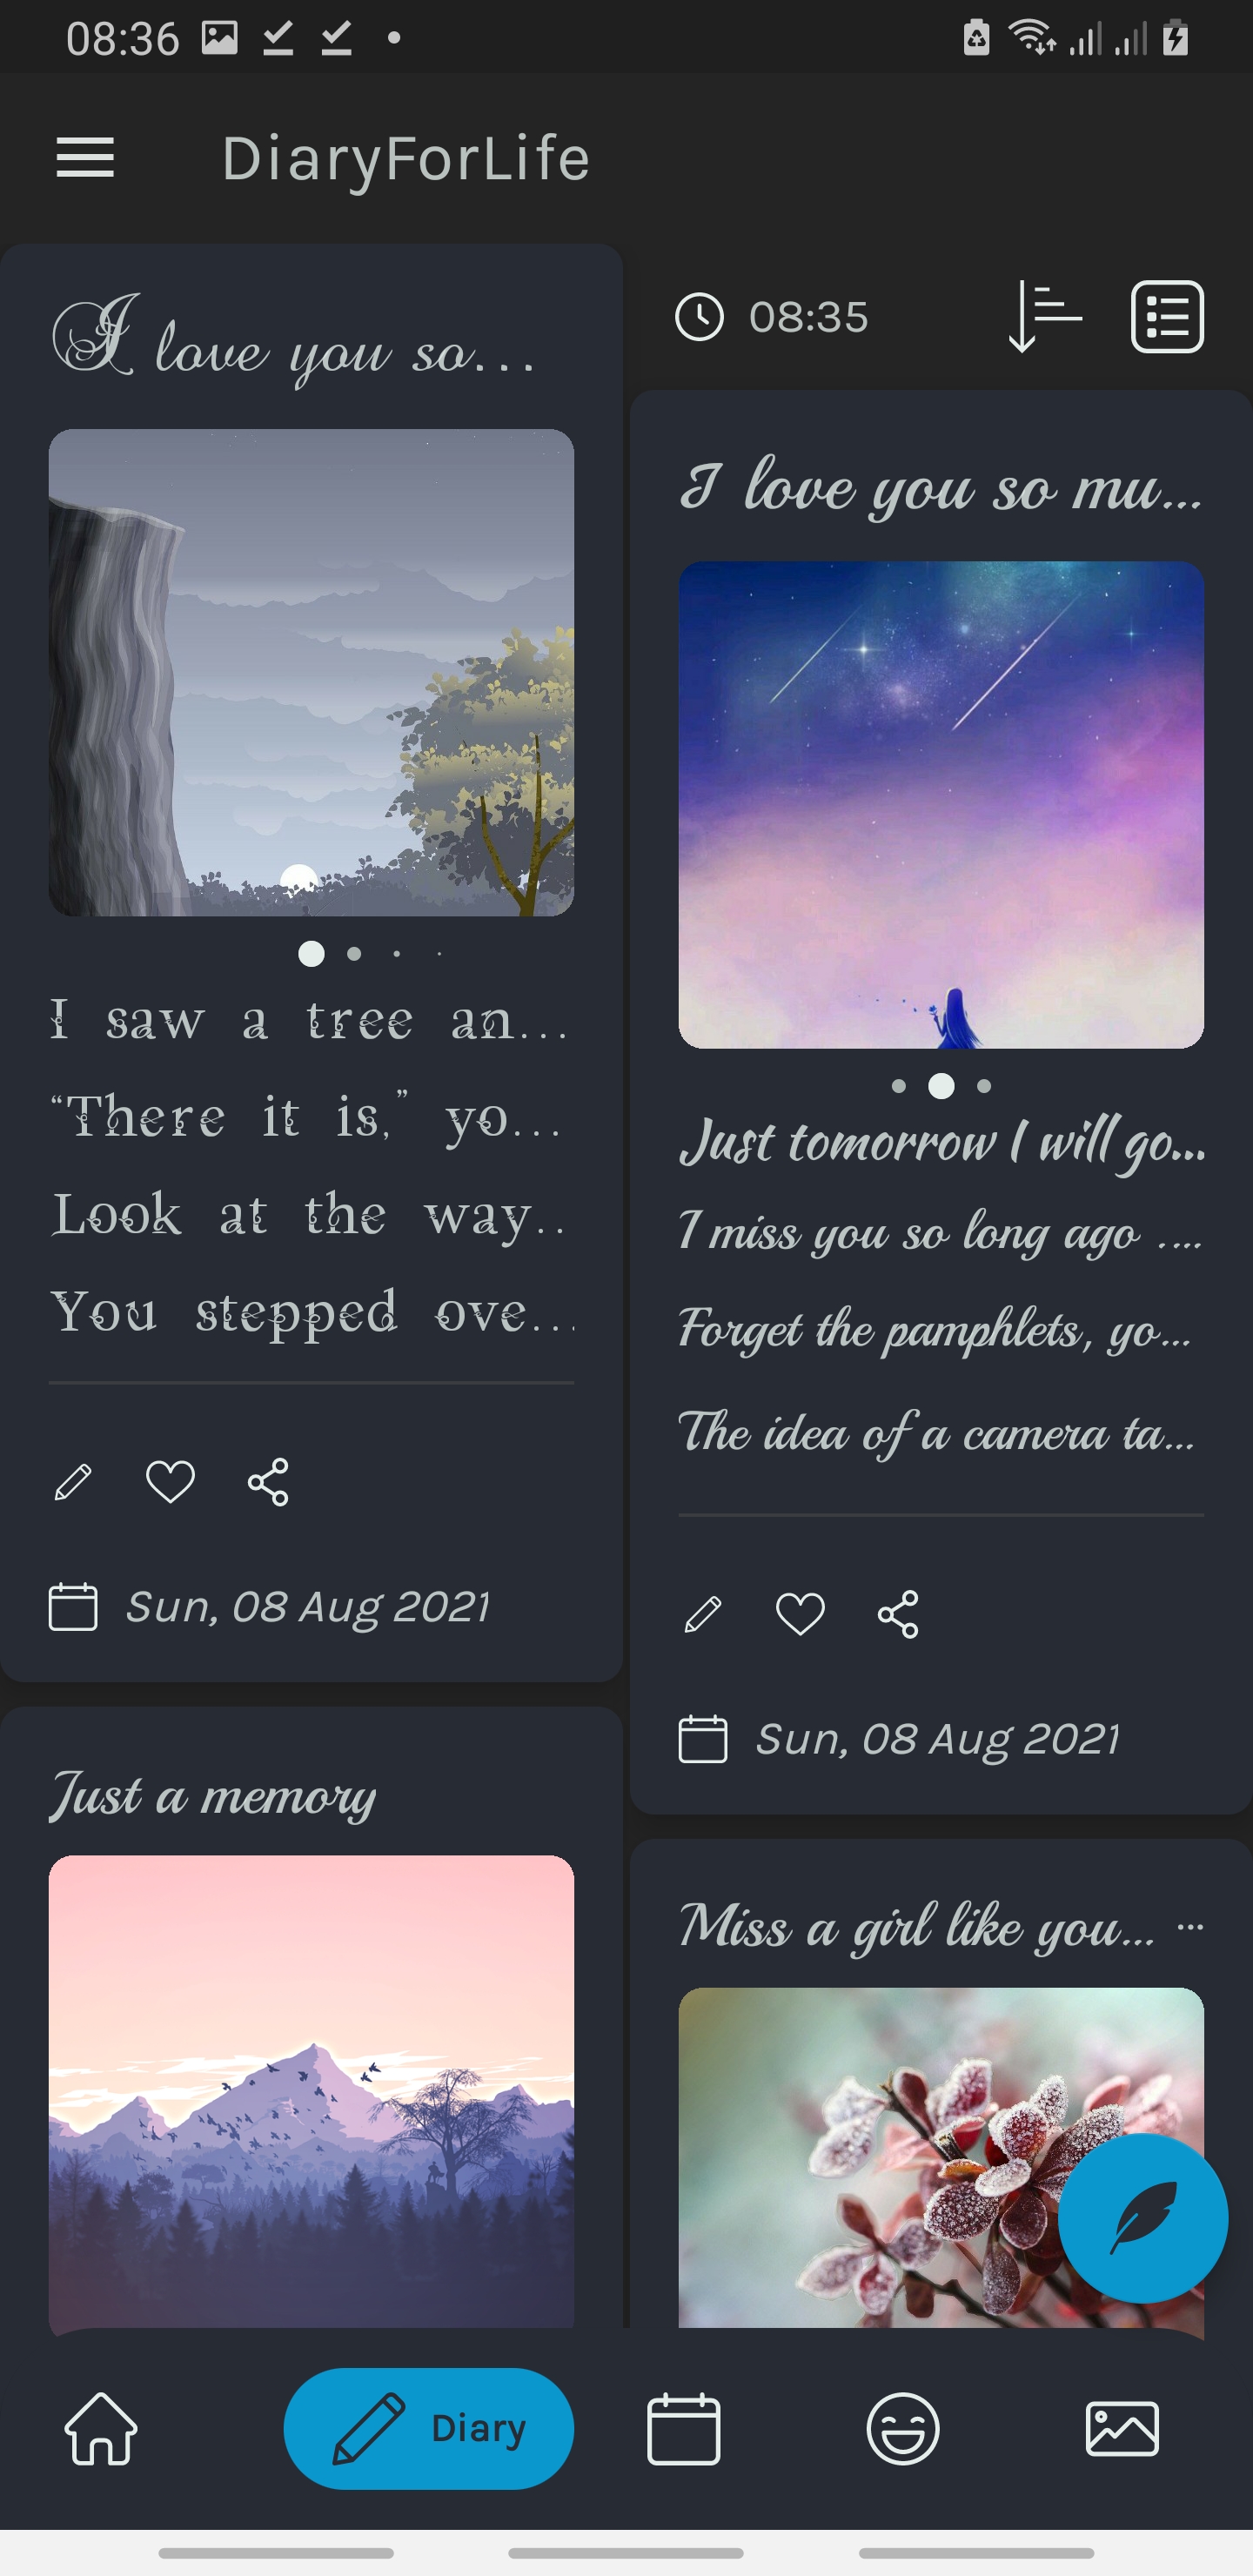 08:36
DiaryForLife
I love you so...
I saw a tree an...
“There it is,” yo...
Look at the way..
You stepped ove...
Sun, 08 Aug 2021
Just a memory
08:35
I love you so mu...
Just tomorrow I will go...
I miss you so long ago ....
Forget the pamphlets, yo...
The idea of a camera ta...
Sun, 08 Aug 2021
Miss a girl like you... ...
Diary